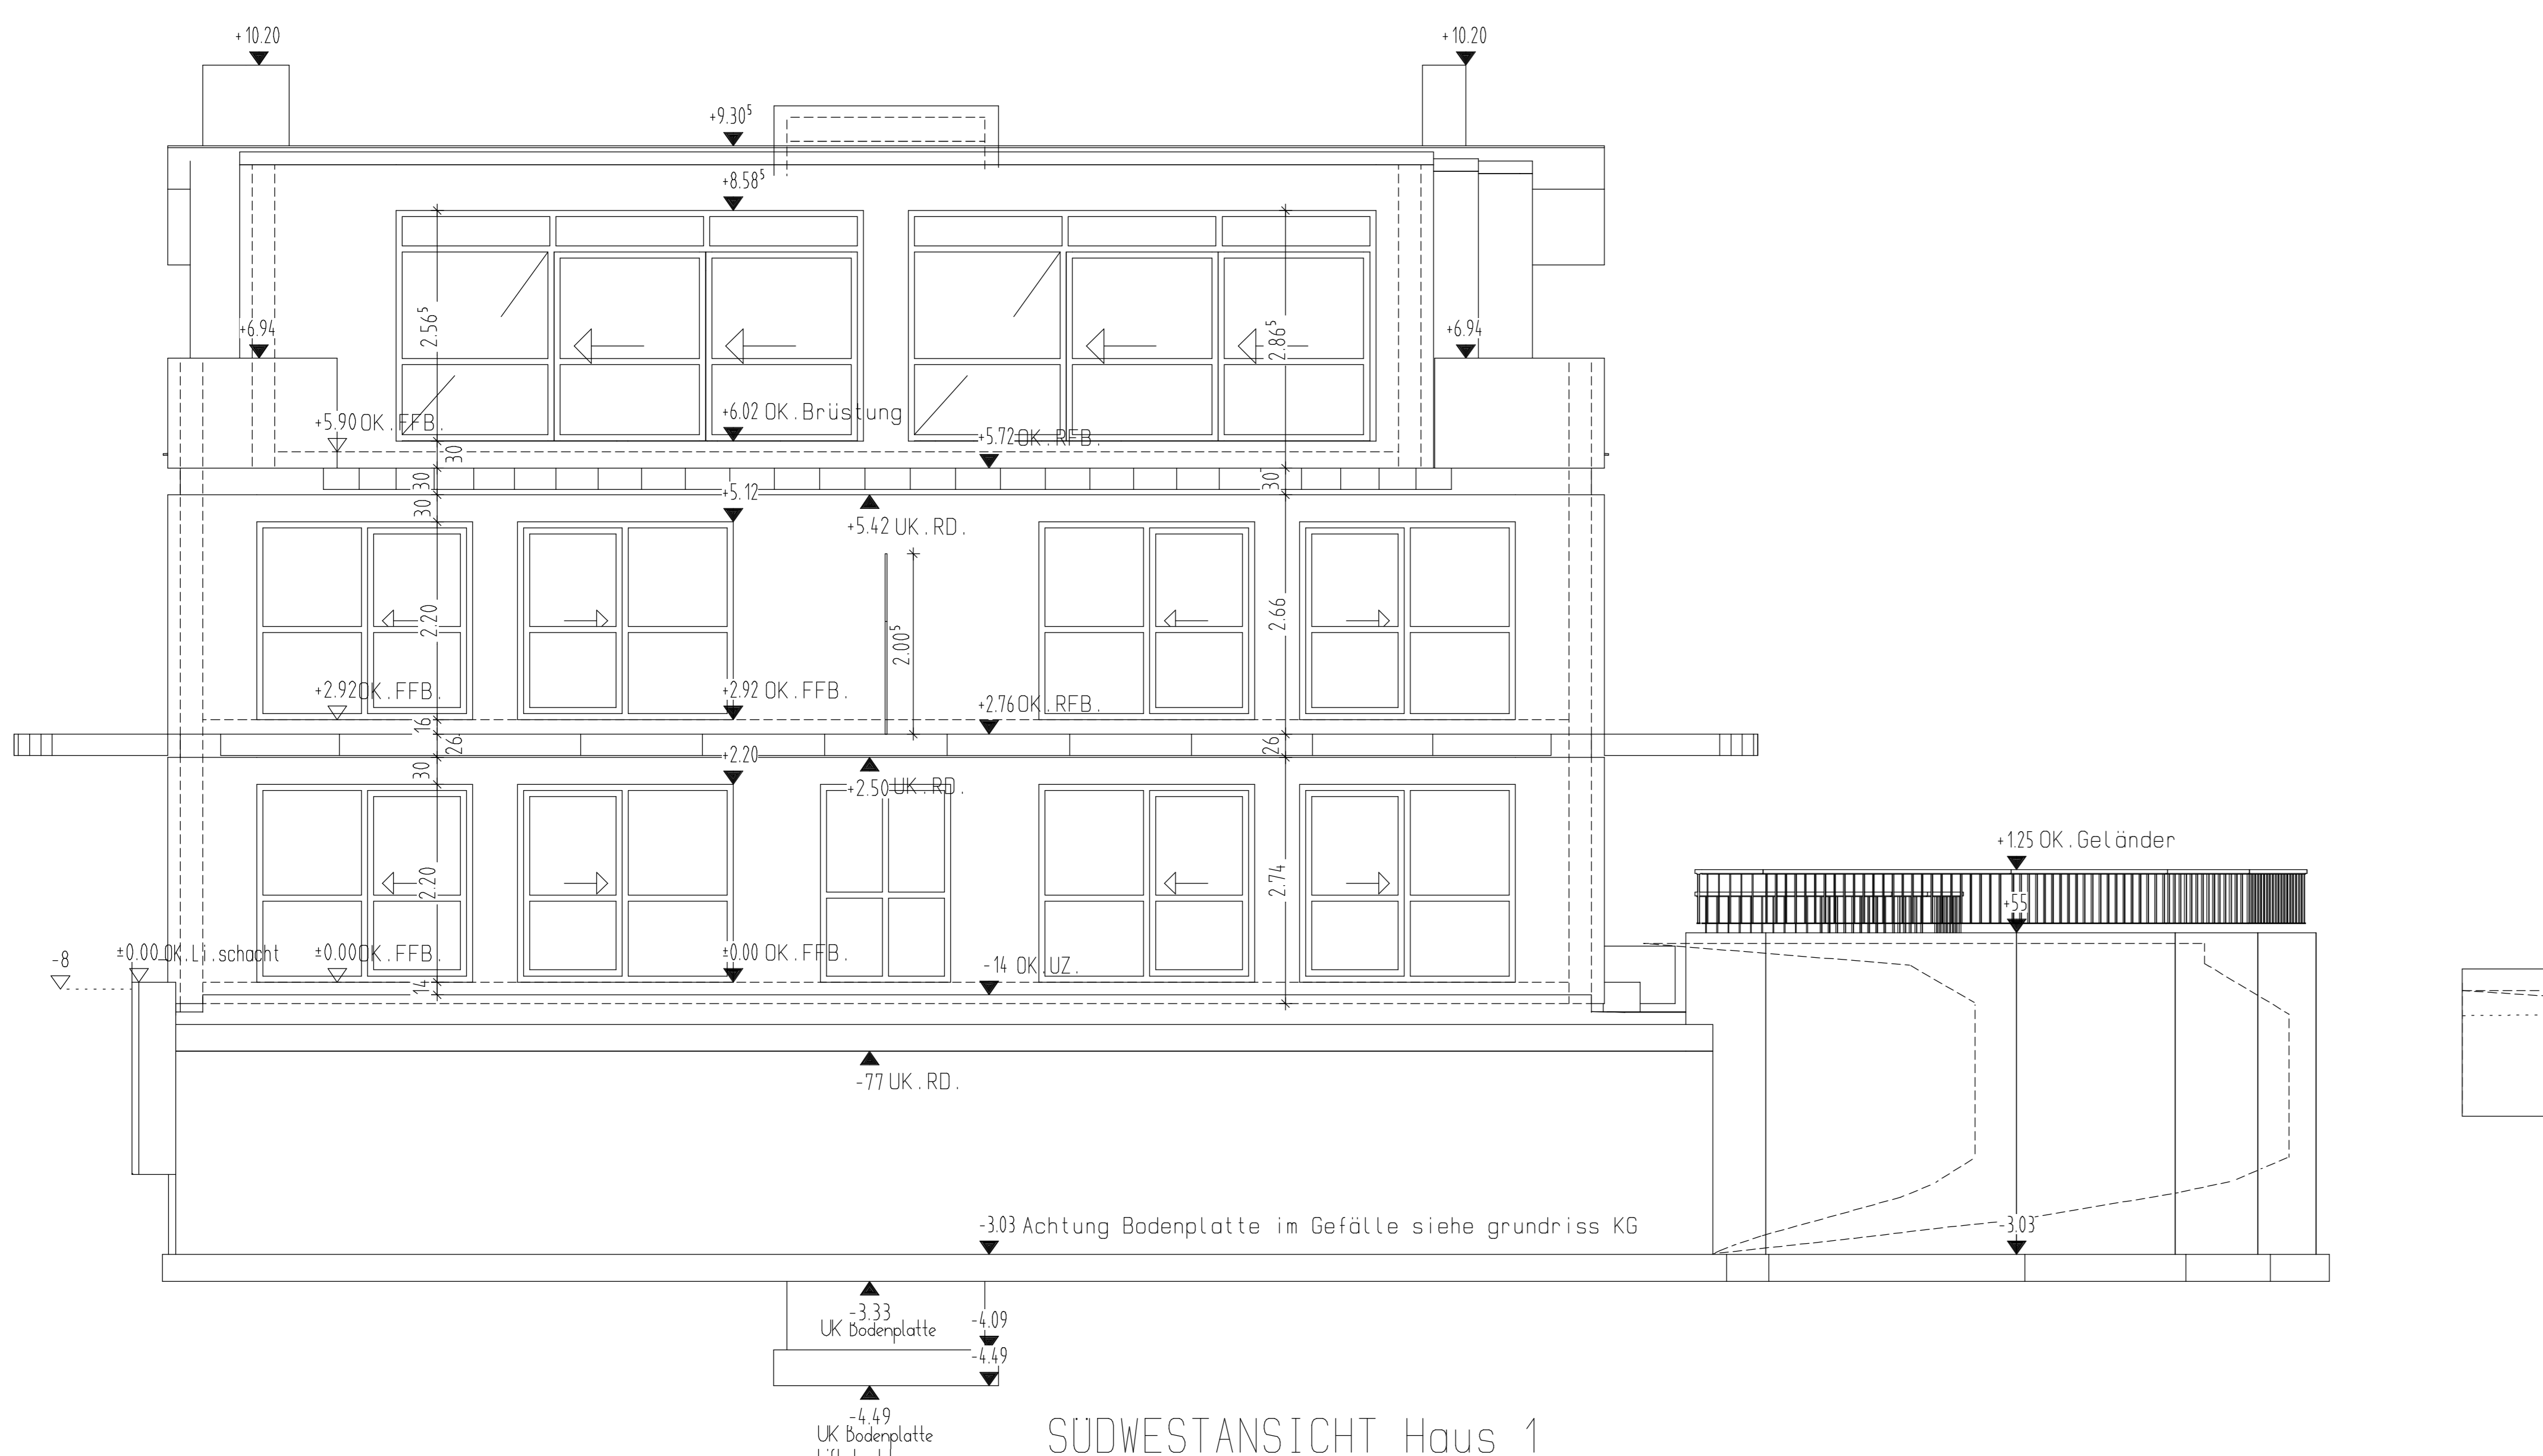 +10.20
+10.20
+9.30⁵
+8.58⁵
2.56⁵
2.86⁵
+6.94
+6.94
+6.02 OK.Brüstung
+5.90 OK.FFB.
+5.72 OK.RFB.
30
30
30
30
+5.12
+5.42 UK.RD.
2.20
2.00⁵
2.66
+2.92 OK.FFB.
+2.92 OK.FFB.
+2.76 OK.RFB.
16
26
26
+2.20
30
+2.50 UK.RD.
2.20
2.74
+1.25 OK.Geländer
+55
-8
±0.00 OK.Li.schacht
±0.00 OK.FFB.
±0.00 OK.FFB.
-14 OK.UZ.
14
-77 UK.RD.
-3.03 Achtung Bodenplatte im Gefälle siehe grundriss KG
-3.03
-3.33
UK Bodenplatte
-4.09
-4.49
-4.49
UK Bodenplatte
SÜDWESTANSICHT Haus 1